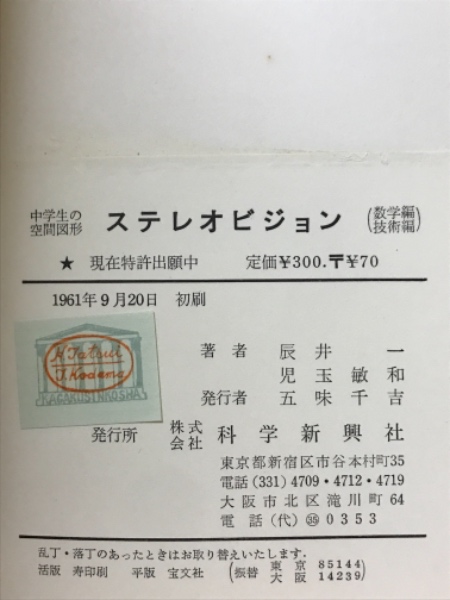 中学生の
空間図形 ステレオビジョン (数学編 技術編)
★ 現在特許出願中 定価¥300.〒¥70
1961年9月20日 初刷
著者 辰井 一
児玉敏和
発行者 五味千吉
発行所 株式会社 科学新興社
東京都新宿区市谷本村町35
電話(331)4709・4712・4719
大阪市北区滝川町64
電話(代)㉟0353
H.Tatsui
T.Kodama
KAGAKUSINKOSHA
乱丁・落丁のあったときはお取り替えいたします.
活版 寿印刷 平版 宝文社 (振替 東京 85144 大阪 14239)